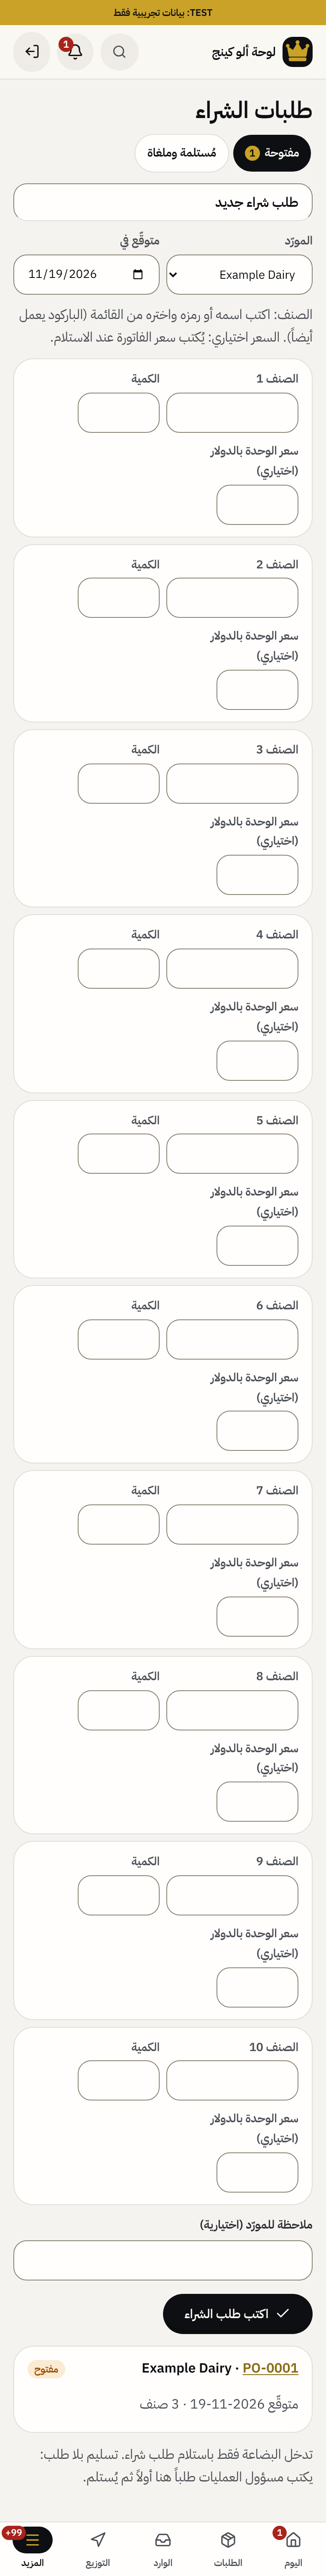 TEST: بيانات تجريبية فقط
لوحة ألو كينج
1
طلبات الشراء
مفتوحة 1
مُستلمة وملغاة
طلب شراء جديد
المورّد
متوقّع في
Example Dairy
11/19/2026
الصنف: اكتب اسمه أو رمزه واختره من القائمة (الباركود يعمل
أيضاً). السعر اختياري: يُكتب سعر الفاتورة عند الاستلام.
الصنف 1
الكمية
سعر الوحدة بالدولار
(اختياري)
الصنف 2
الكمية
سعر الوحدة بالدولار
(اختياري)
الصنف 3
الكمية
سعر الوحدة بالدولار
(اختياري)
الصنف 4
الكمية
سعر الوحدة بالدولار
(اختياري)
الصنف 5
الكمية
سعر الوحدة بالدولار
(اختياري)
الصنف 6
الكمية
سعر الوحدة بالدولار
(اختياري)
الصنف 7
الكمية
سعر الوحدة بالدولار
(اختياري)
الصنف 8
الكمية
سعر الوحدة بالدولار
(اختياري)
الصنف 9
الكمية
سعر الوحدة بالدولار
(اختياري)
الصنف 10
الكمية
سعر الوحدة بالدولار
(اختياري)
ملاحظة للمورّد (اختيارية)
اكتب طلب الشراء
PO-0001 · Example Dairy
مفتوح
متوقّع 2026-11-19 · 3 صنف
تدخل البضاعة فقط باستلام طلب شراء. تسليم بلا طلب:
يكتب مسؤول العمليات طلباً هنا أولاً ثم يُستلم.
1
اليوم
الطلبات
الوارد
التوزيع
+99
المزيد